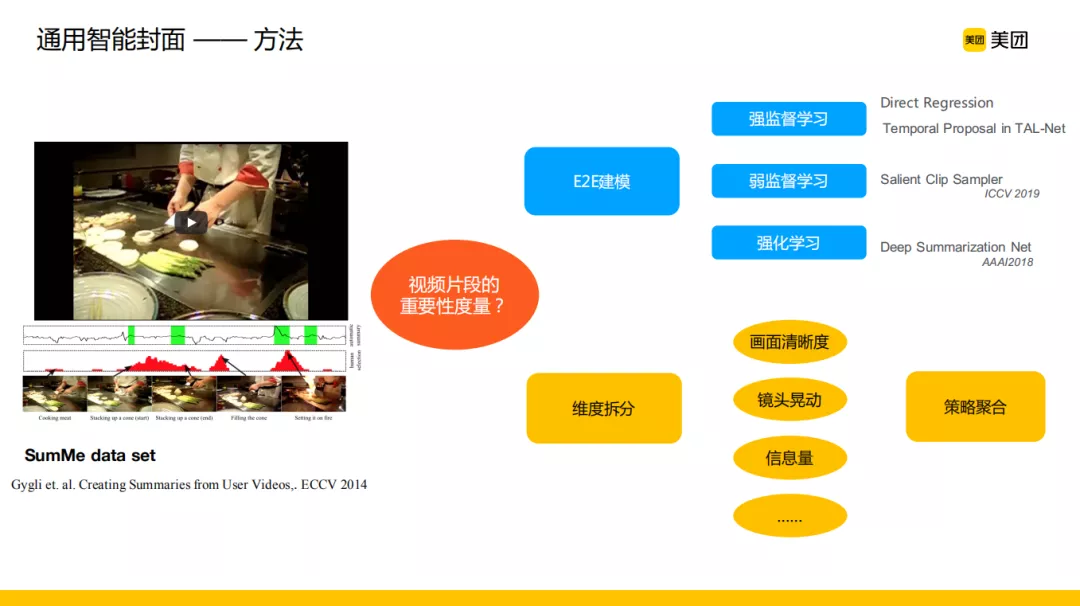 通用智能封面 —— 方法
美团 美团
强监督学习
Direct Regression
Temporal Proposal in TAL-Net
E2E建模
弱监督学习
Salient Clip Sampler
ICCV 2019
强化学习
Deep Summarization Net
AAAI2018
视频片段的
重要性度量？
画面清晰度
镜头晃动
信息量
......
维度拆分
策略聚合
summary
selection
human
Cooking meat
Stacking up a cone (start)
Stacking up a cone (end)
Filling the cone
Setting it on fire
SumMe data set
Gygli et. al. Creating Summaries from User Videos,. ECCV 2014